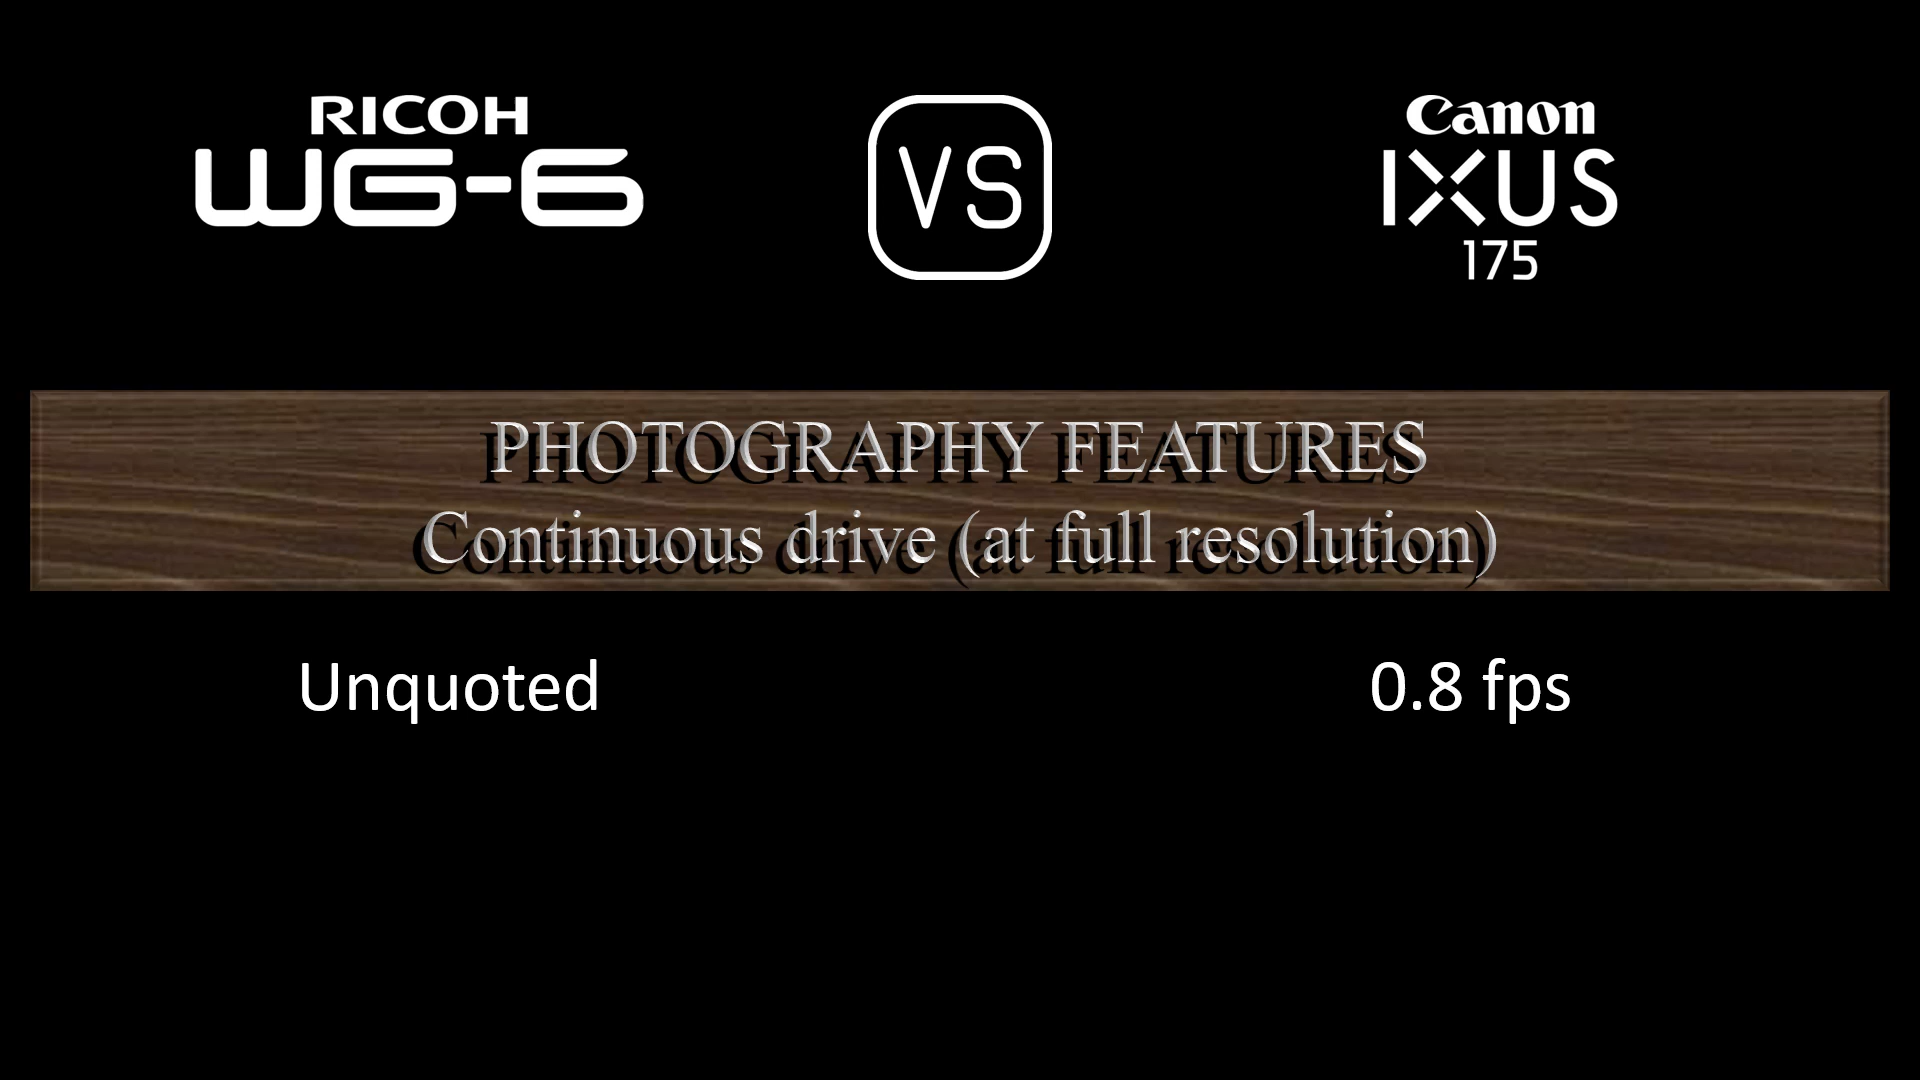 RICOH
WG-6
VS
Canon
IXUS
175
PHOTOGRAPHY FEATURES
Continuous drive (at full resolution)
Unquoted
0.8 fps